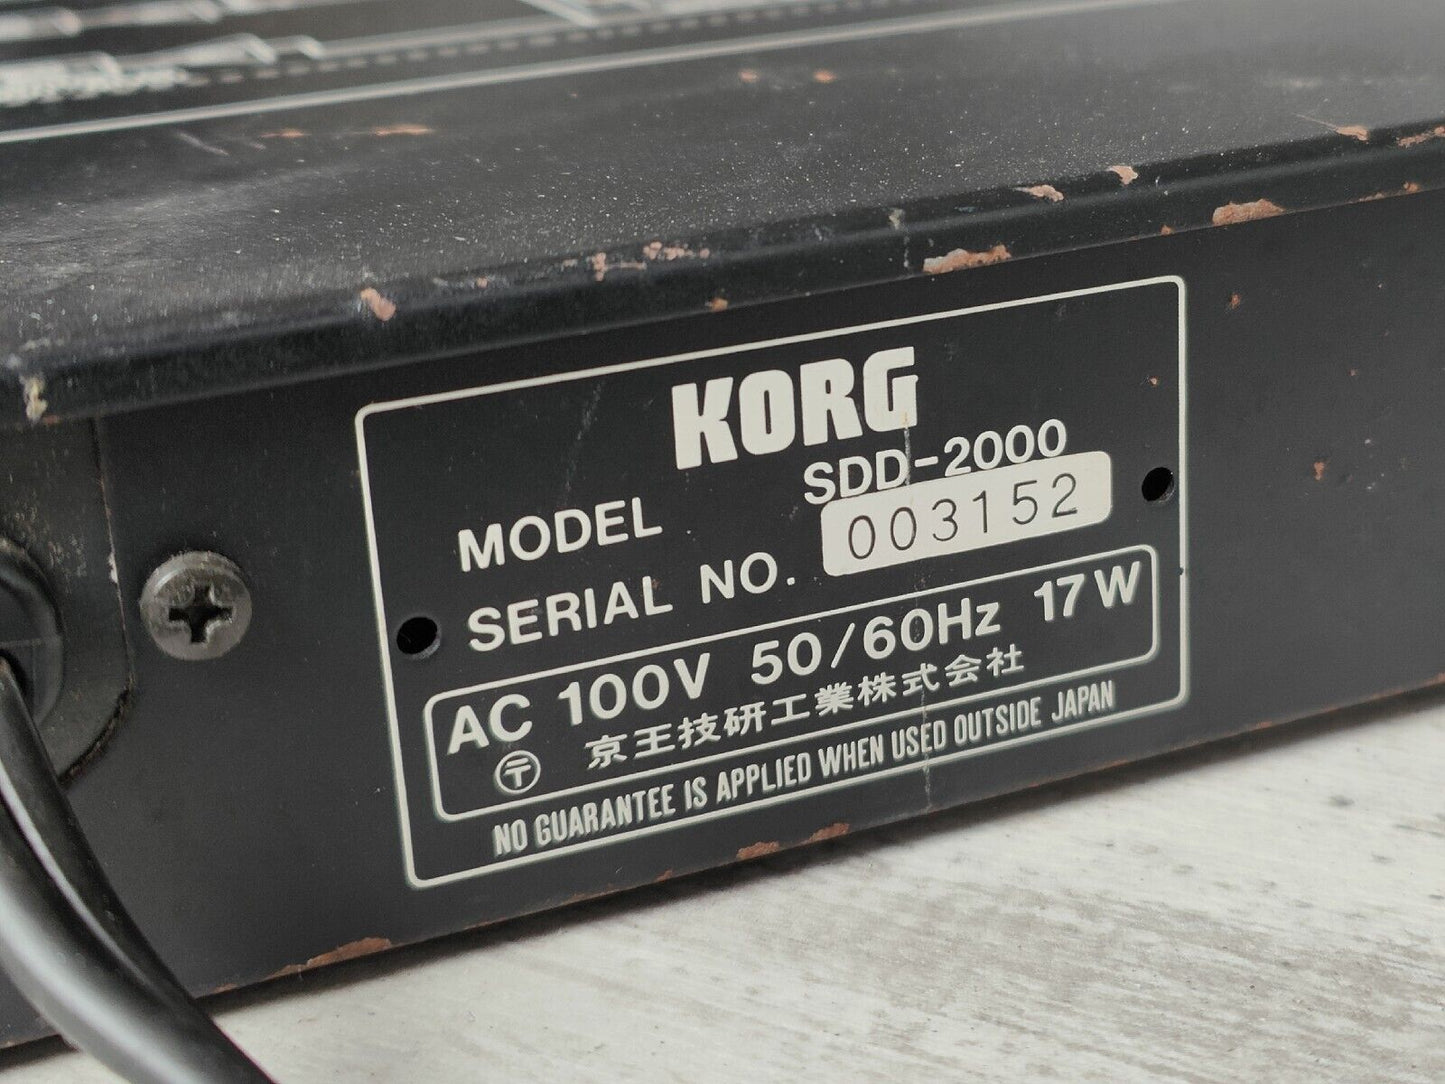 KORG
MODEL SDD-2000
SERIAL NO. 003152
AC 100V 50/60Hz 17W
〒 京王技研工業株式会社
NO GUARANTEE IS APPLIED WHEN USED OUTSIDE JAPAN